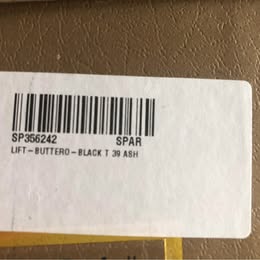 SP356242 SPAR
LIFT-BUTTERO-BLACK T 39 ASH